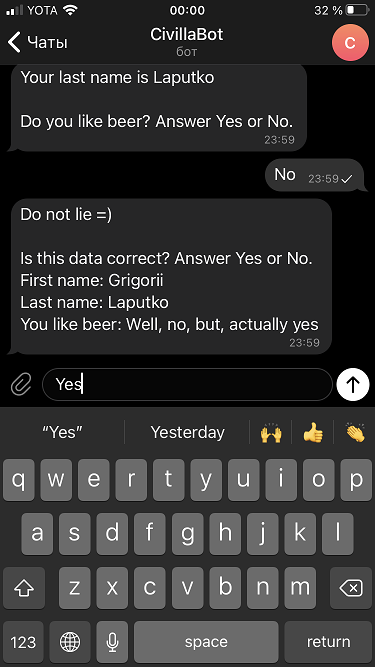 YOTA 00:00 32 %
Чаты CivillaBot C
бот
Your last name is Laputko
Do you like beer? Answer Yes or No.
23:59
No 23:59
Do not lie =)
Is this data correct? Answer Yes or No.
First name: Grigorii
Last name: Laputko
You like beer: Well, no, but, actually yes
23:59
Yes
“Yes” Yesterday
q w e r t y u i o p
a s d f g h j k l
z x c v b n m
123 space return